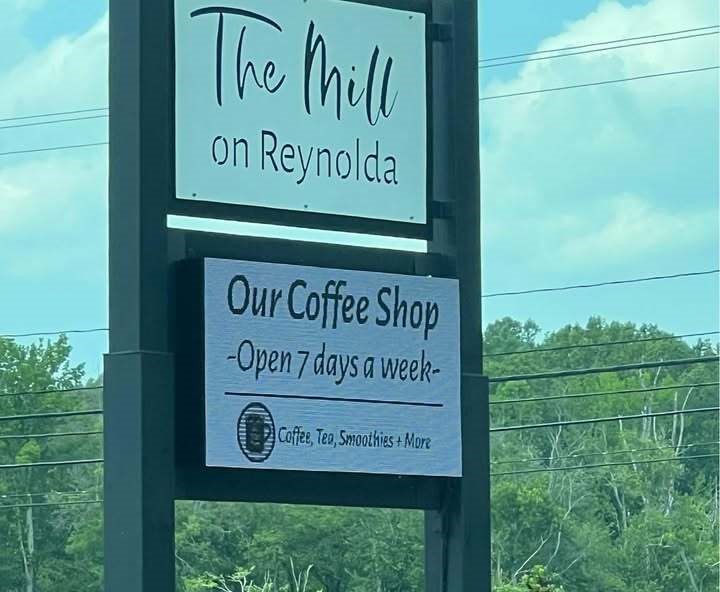 The Mill
on Reynolda
Our Coffee Shop
-Open 7 days a week-
Coffee, Tea, Smoothies + More